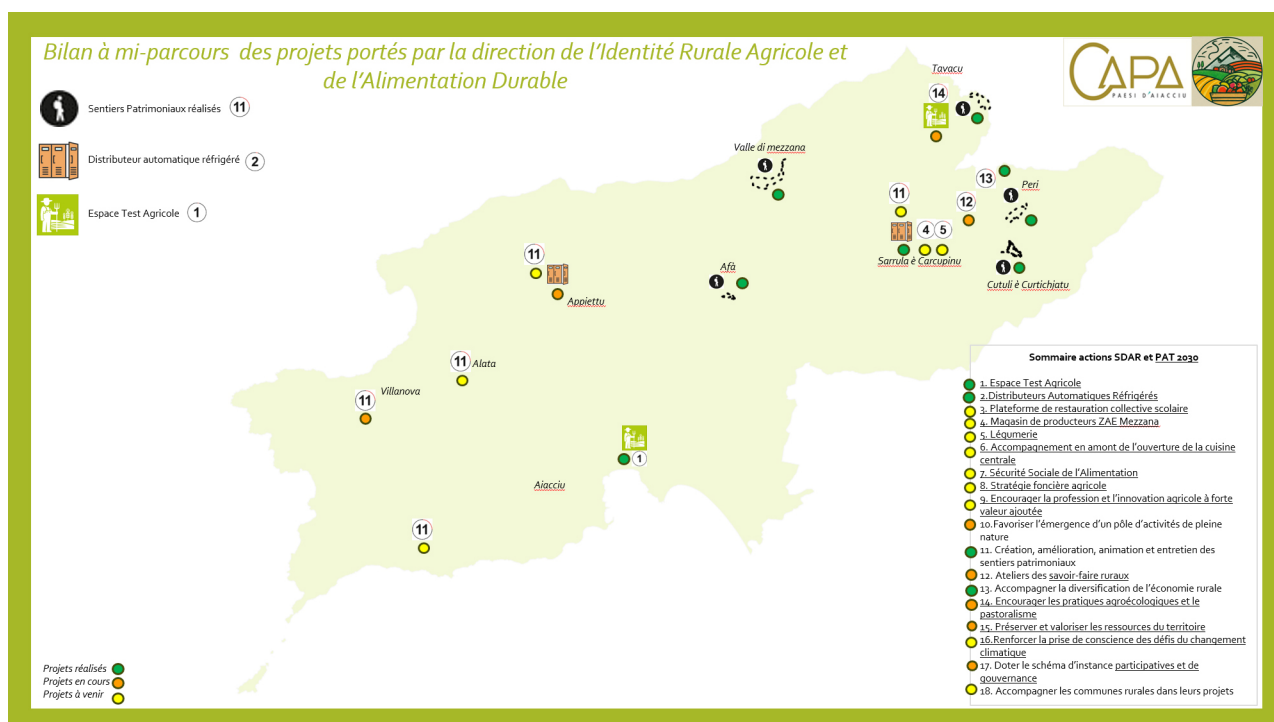 Bilan à mi-parcours des projets portés par la direction de l'Identité Rurale Agricole et
de l'Alimentation Durable
CAPA
PAESI D'AIACCIU
Sentiers Patrimoniaux réalisés 11
Distributeur automatique réfrigéré 2
Espace Test Agricole 1
Tavacu
14
Valle di mezzana
13
Peri
11
12
4 5
Sarrula è Carcupinu
Cutuli è Curtichjatu
Afà
11
Appiettu
11 Alata
Villanova
11
1
Aiacciu
11
Sommaire actions SDAR et PAT 2030
1. Espace Test Agricole
2.Distributeurs Automatiques Réfrigérés
3. Plateforme de restauration collective scolaire
4. Magasin de producteurs ZAE Mezzana
5. Légumerie
6. Accompagnement en amont de l'ouverture de la cuisine
centrale
7. Sécurité Sociale de l'Alimentation
8. Stratégie foncière agricole
9. Encourager la profession et l'innovation agricole à forte
valeur ajoutée
10.Favoriser l'émergence d'un pôle d'activités de pleine
nature
11. Création, amélioration, animation et entretien des
sentiers patrimoniaux
12. Ateliers des savoir-faire ruraux
13. Accompagner la diversification de l'économie rurale
14. Encourager les pratiques agroécologiques et le
pastoralisme
15. Préserver et valoriser les ressources du territoire
16.Renforcer la prise de conscience des défis du changement
climatique
17. Doter le schéma d'instance participatives et de
gouvernance
18. Accompagner les communes rurales dans leurs projets
Projets réalisés
Projets en cours
Projets à venir